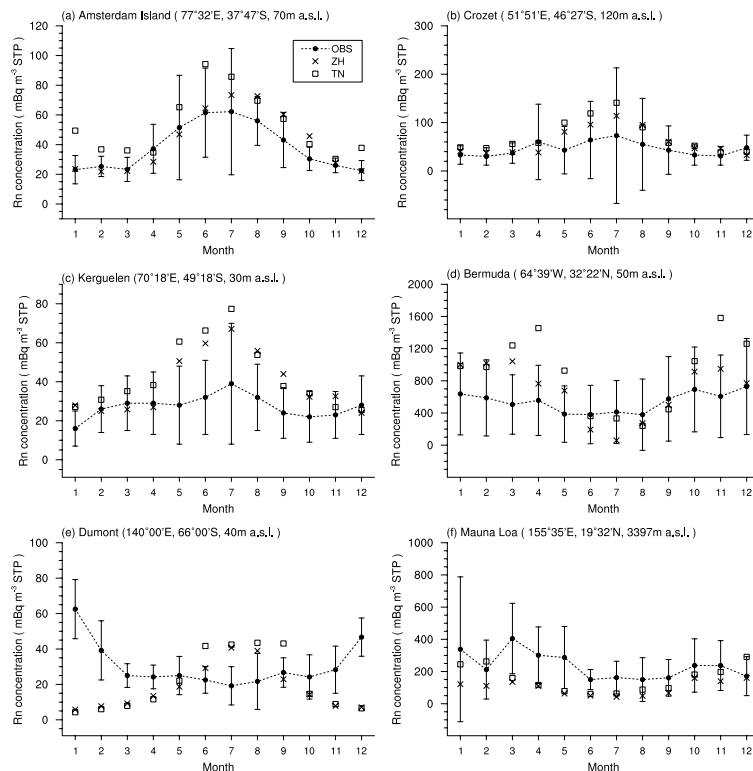 (a) Amsterdam Island ( 77°32'E, 37°47'S, 70m a.s.l. )
Rn concentration ( mBq m⁻³ STP )
120
100
80
60
40
20
0
OBS
ZH
TN
1 2 3 4 5 6 7 8 9 10 11 12
Month
(b) Crozet ( 51°51'E, 46°27'S, 120m a.s.l. )
Rn concentration ( mBq m⁻³ STP )
300
200
100
0
1 2 3 4 5 6 7 8 9 10 11 12
Month
(c) Kerguelen (70°18'E, 49°18'S, 30m a.s.l. )
Rn concentration ( mBq m⁻³ STP )
80
60
40
20
0
1 2 3 4 5 6 7 8 9 10 11 12
Month
(d) Bermuda ( 64°39'W, 32°22'N, 50m a.s.l. )
Rn concentration ( mBq m⁻³ STP )
2000
1600
1200
800
400
0
1 2 3 4 5 6 7 8 9 10 11 12
Month
(e) Dumont (140°00'E, 66°00'S, 40m a.s.l. )
Rn concentration ( mBq m⁻³ STP )
100
80
60
40
20
0
1 2 3 4 5 6 7 8 9 10 11 12
Month
(f) Mauna Loa ( 155°35'E, 19°32'N, 3397m a.s.l. )
Rn concentration ( mBq m⁻³ STP )
1000
800
600
400
200
0
1 2 3 4 5 6 7 8 9 10 11 12
Month